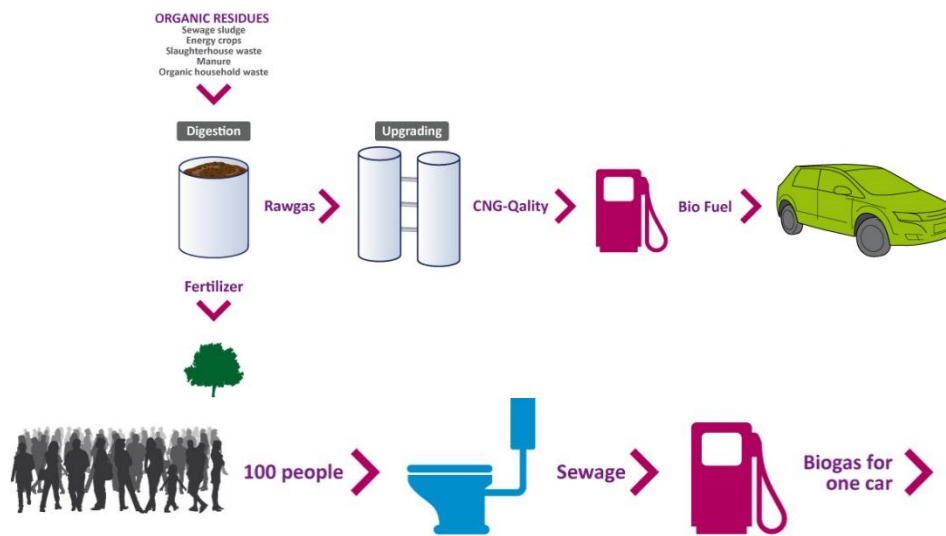 ORGANIC RESIDUES
Sewage sludge
Energy crops
Slaughterhouse waste
Manure
Organic household waste
Digestion
Upgrading
Rawgas
CNG-Qality
Bio Fuel
Fertilizer
100 people
Sewage
Biogas for
one car